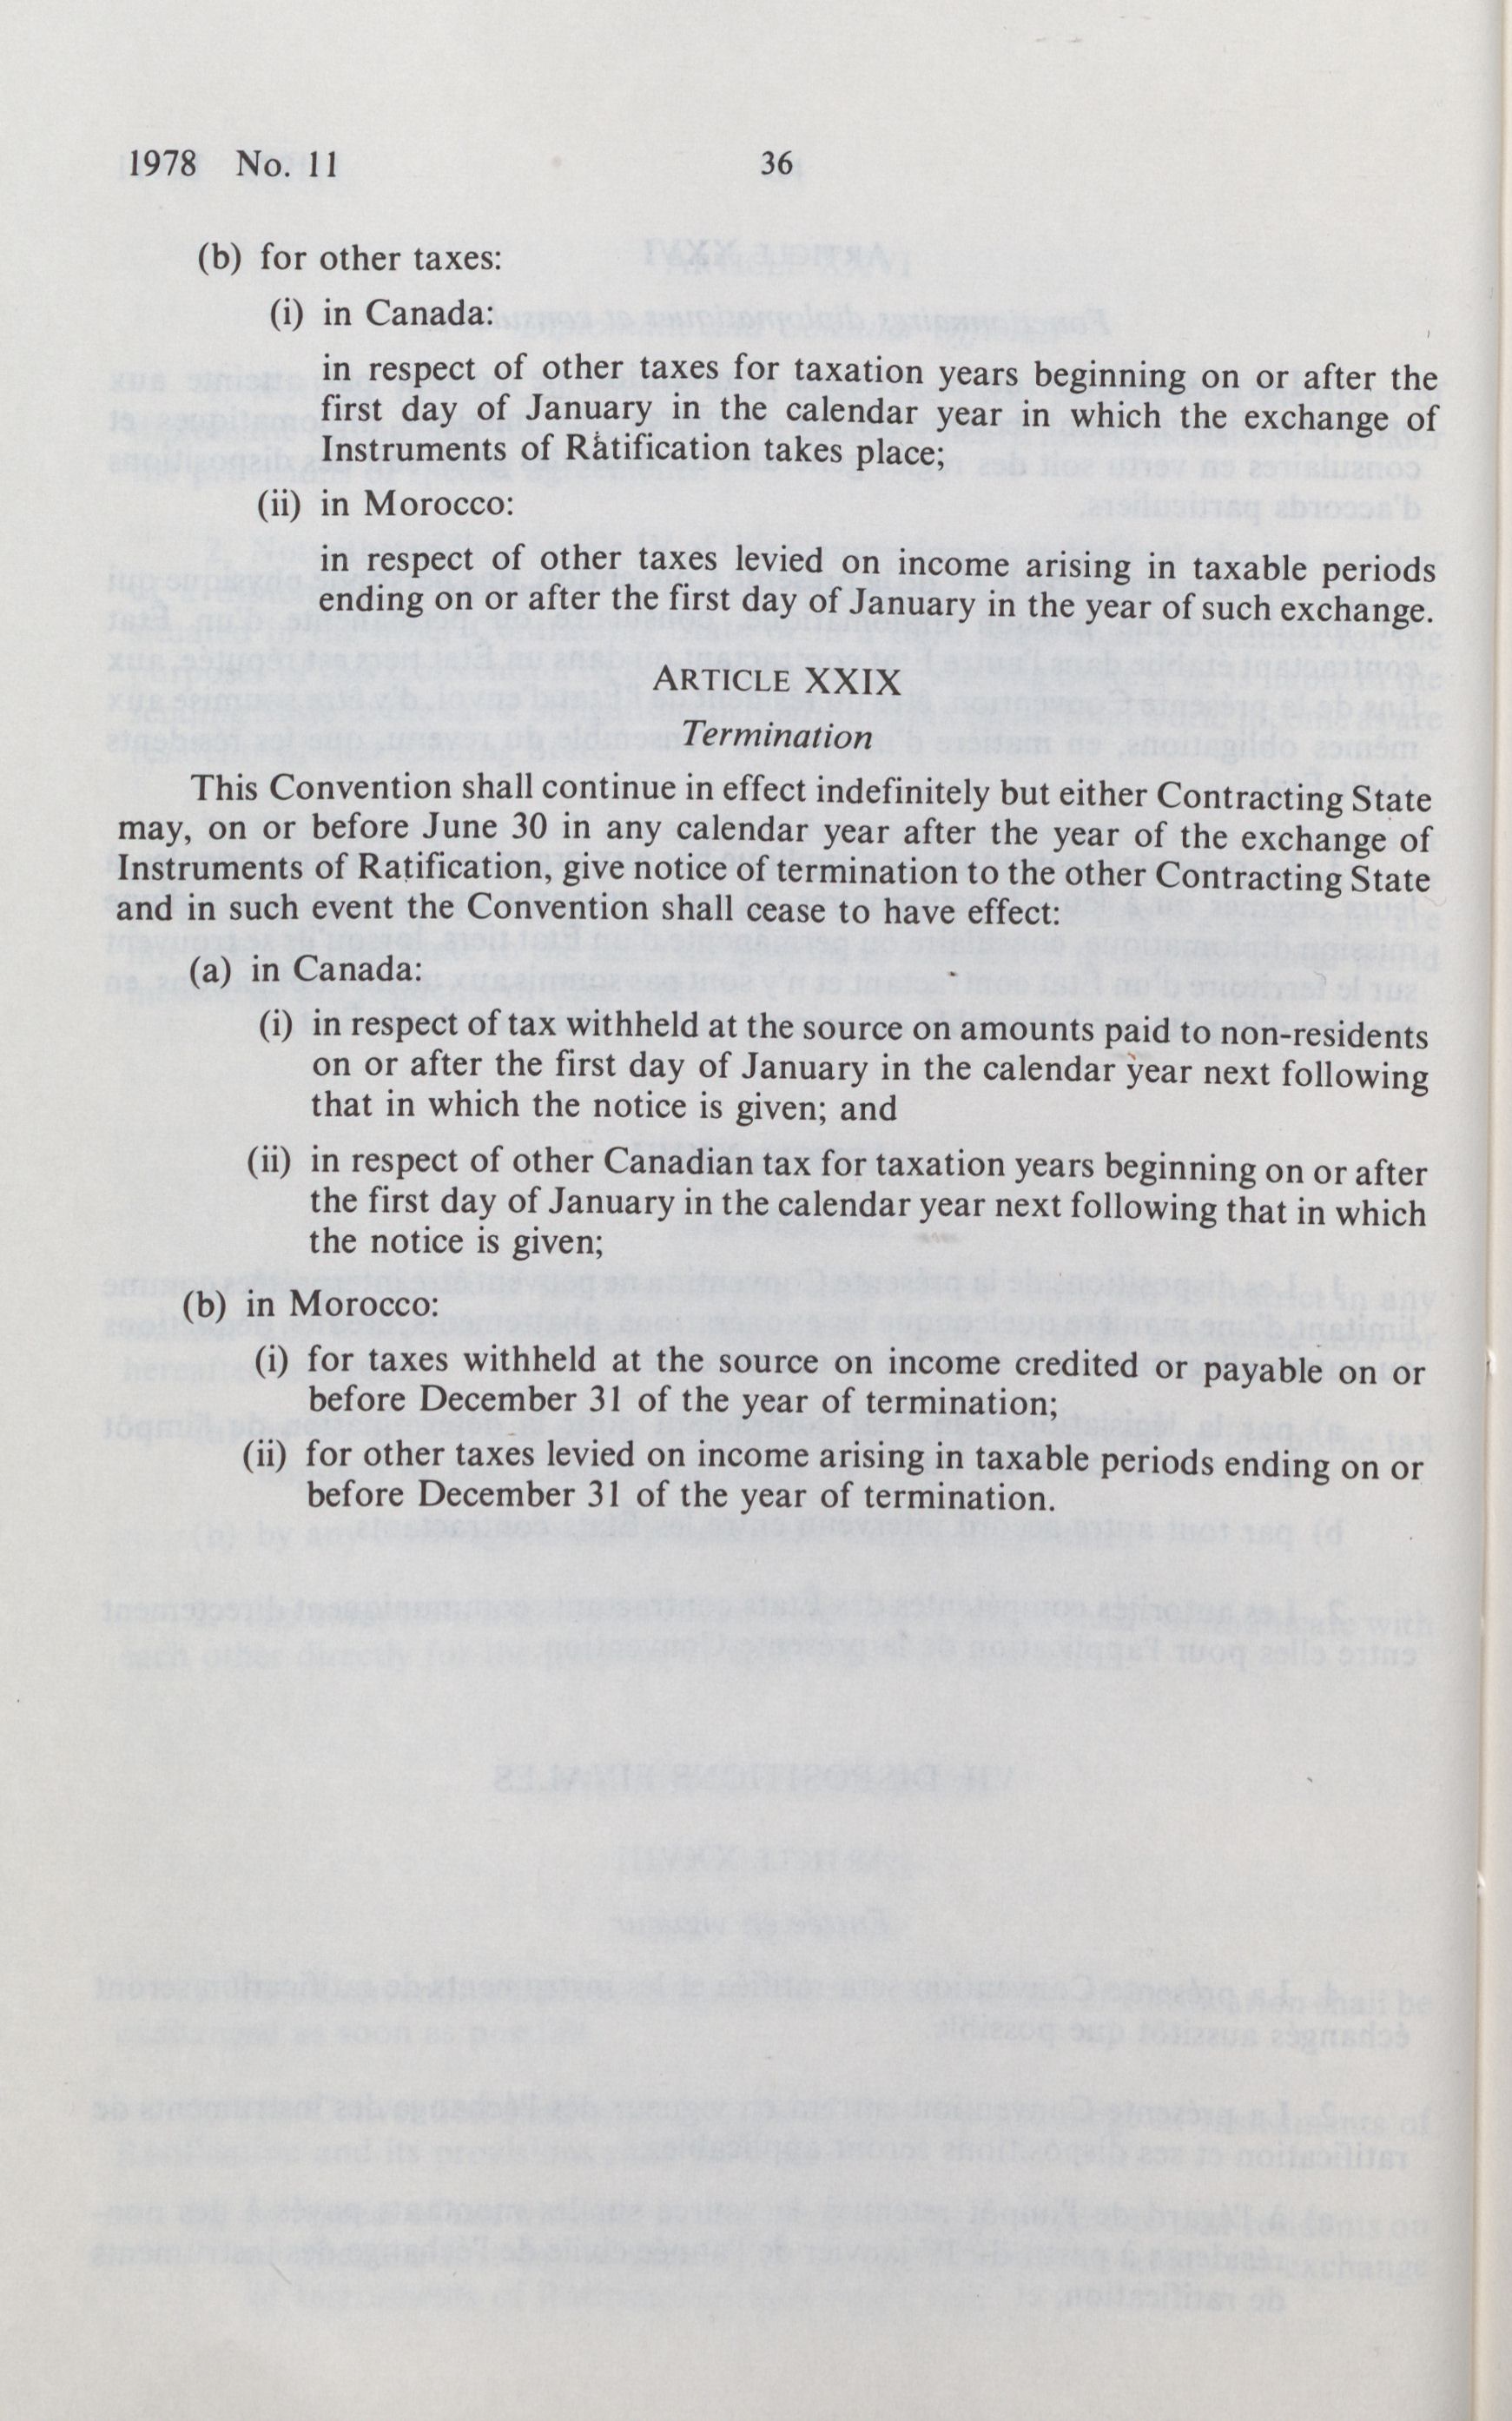 1978 No. 11
36
(b) for other taxes:
(i) in Canada:
in respect of other taxes for taxation years beginning on or after the
first day of January in the calendar year in which the exchange of
Instruments of Ratification takes place;
(ii) in Morocco:
in respect of other taxes levied on income arising in taxable periods
ending on or after the first day of January in the year of such exchange.
ARTICLE XXIX
Termination
This Convention shall continue in effect indefinitely but either Contracting State
may, on or before June 30 in any calendar year after the year of the exchange of
Instruments of Ratification, give notice of termination to the other Contracting State
and in such event the Convention shall cease to have effect:
(a) in Canada:
(i) in respect of tax withheld at the source on amounts paid to non-residents
on or after the first day of January in the calendar year next following
that in which the notice is given; and
(ii) in respect of other Canadian tax for taxation years beginning on or after
the first day of January in the calendar year next following that in which
the notice is given;
(b) in Morocco:
(i) for taxes withheld at the source on income credited or payable on or
before December 31 of the year of termination;
(ii) for other taxes levied on income arising in taxable periods ending on or
before December 31 of the year of termination.